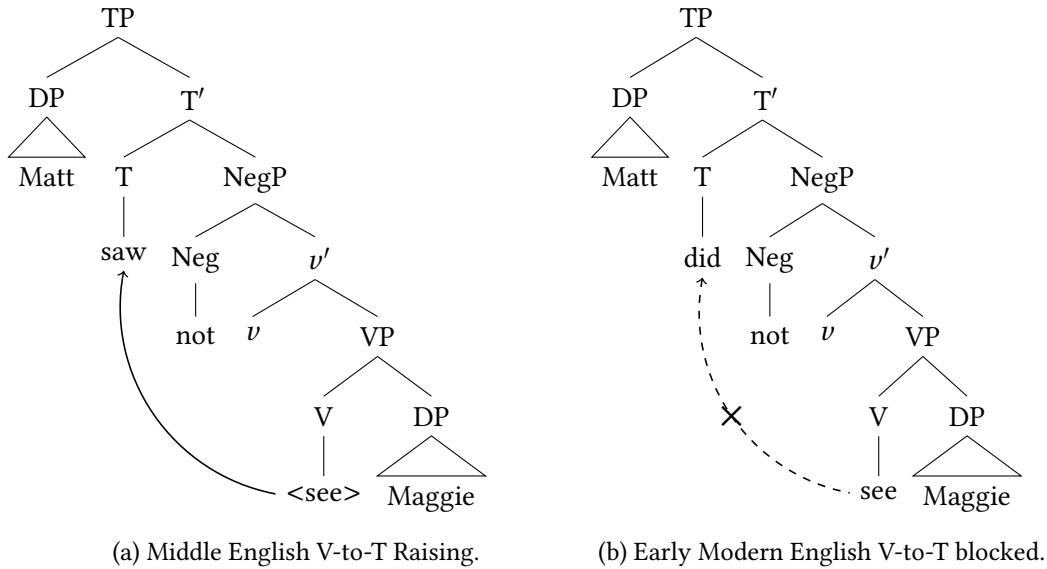 TP
DP T′
Matt T NegP
saw Neg v′
not v VP
V DP
<see> Maggie
(a) Middle English V-to-T Raising.
TP
DP T′
Matt T NegP
did Neg v′
not v VP
V DP
see Maggie
(b) Early Modern English V-to-T blocked.